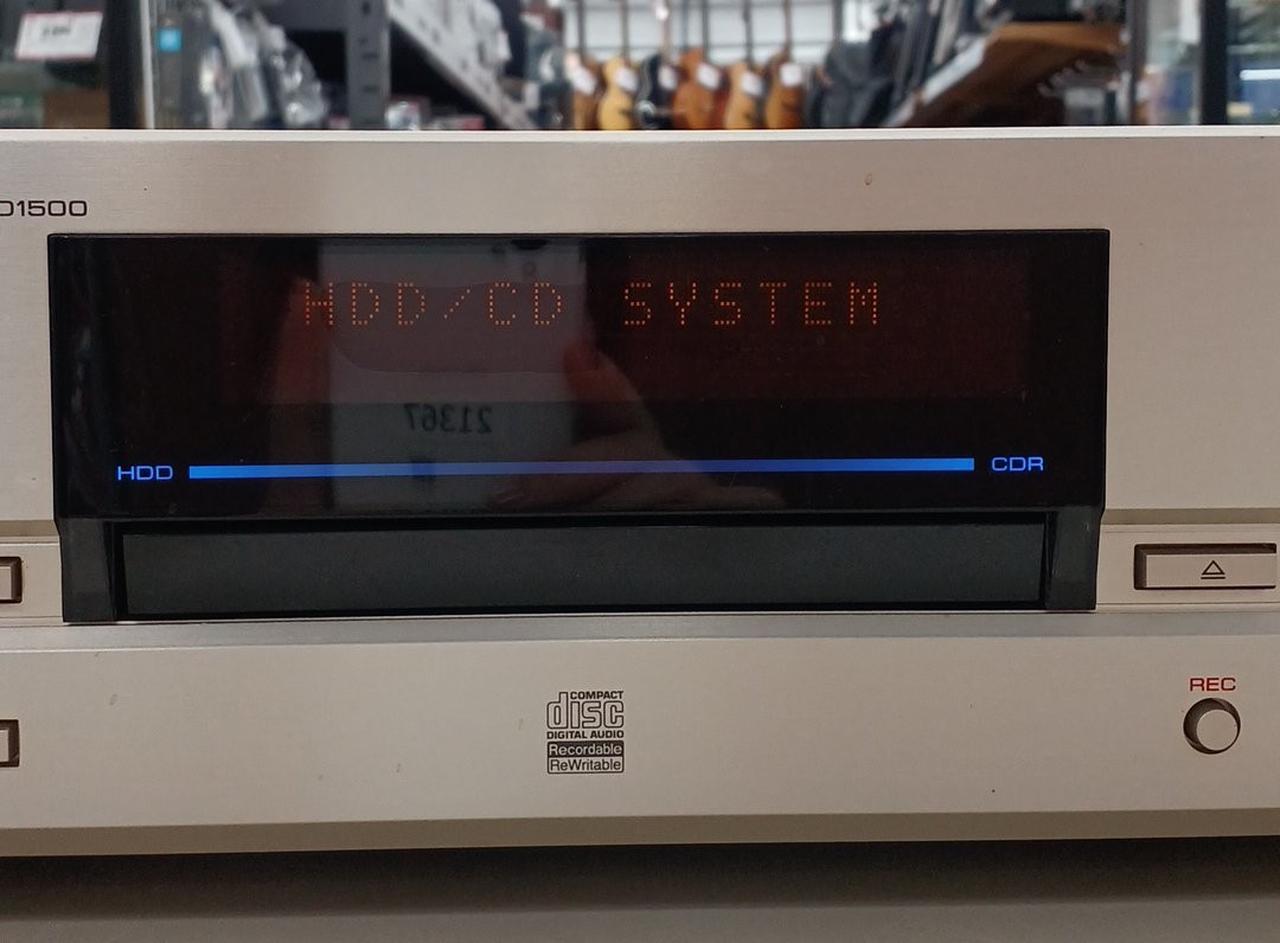 D1500
HDD/CD SYSTEM
21367
HDD
CDR
REC
COMPACT
disc
DIGITAL AUDIO
Recordable
ReWritable